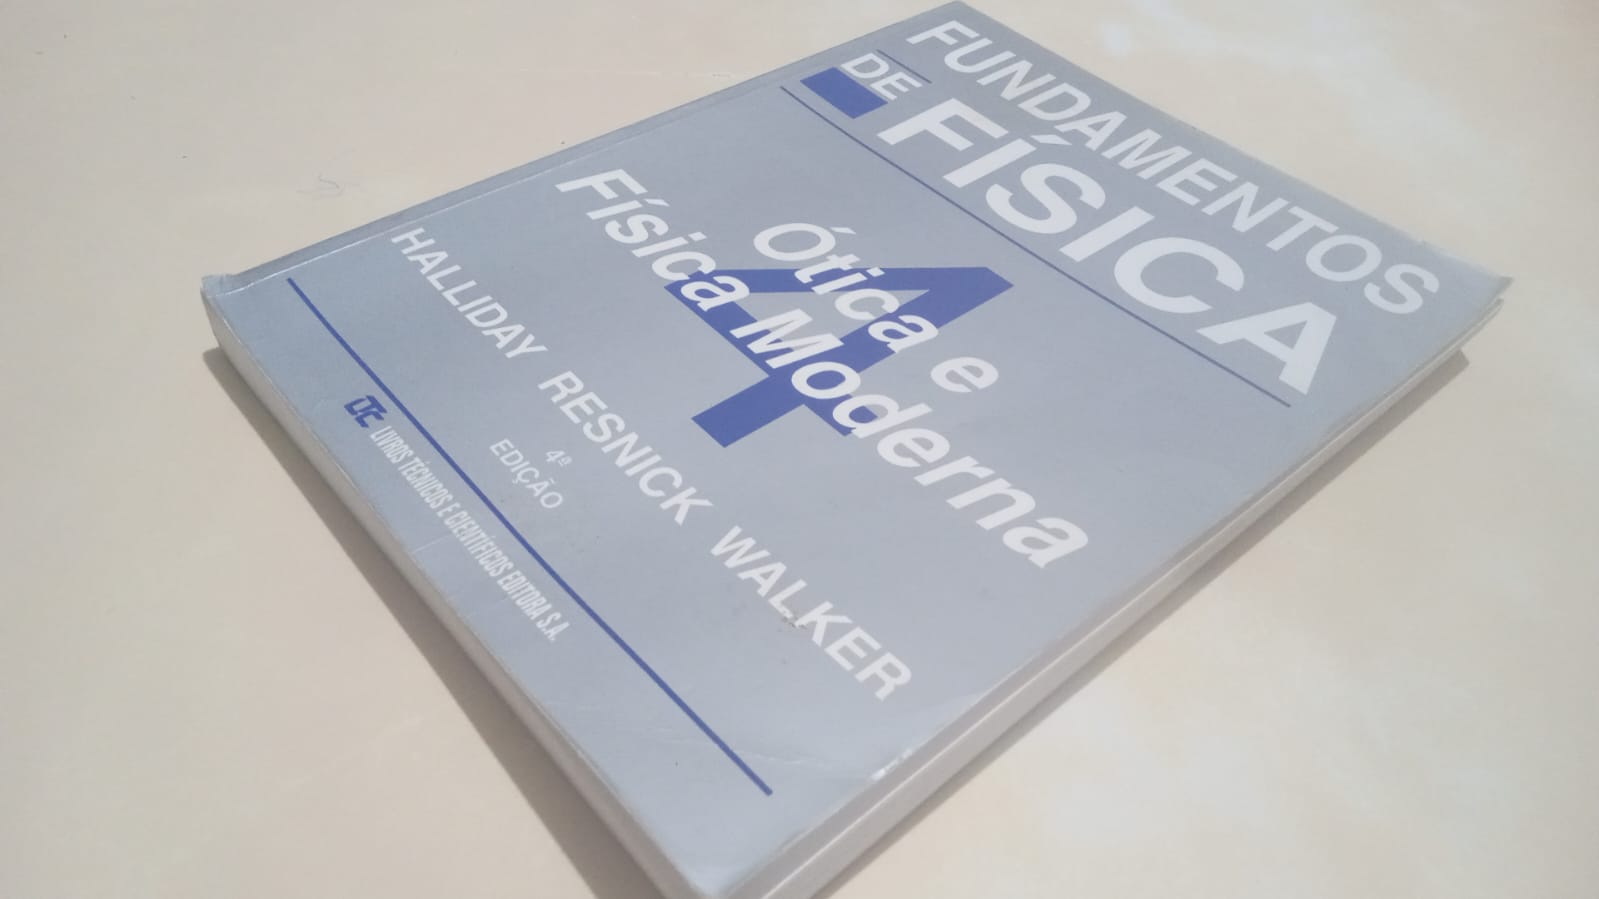 FUNDAMENTOS
DE FÍSICA
4
Ótica e
Física Moderna
HALLIDAY RESNICK WALKER
4ª
EDIÇÃO
LTC LIVROS TÉCNICOS E CIENTÍFICOS EDITORA S.A.